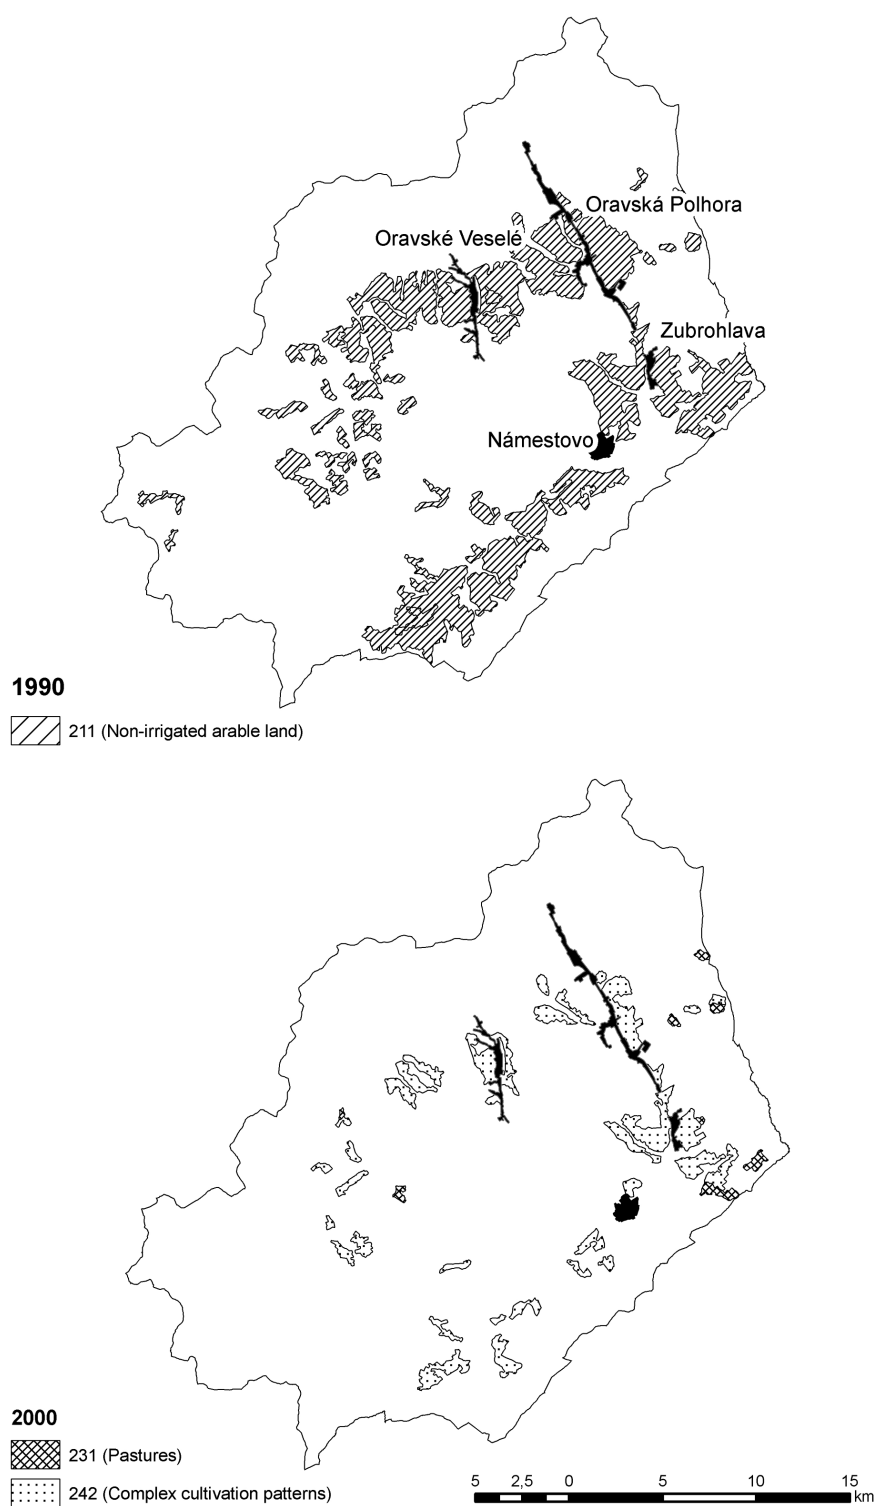 Oravská Polhora
Oravské Veselé
Zubrohlava
Námestovo
1990
211 (Non-irrigated arable land)
2000
231 (Pastures)
242 (Complex cultivation patterns)
5 2,5 0 5 10 15
km